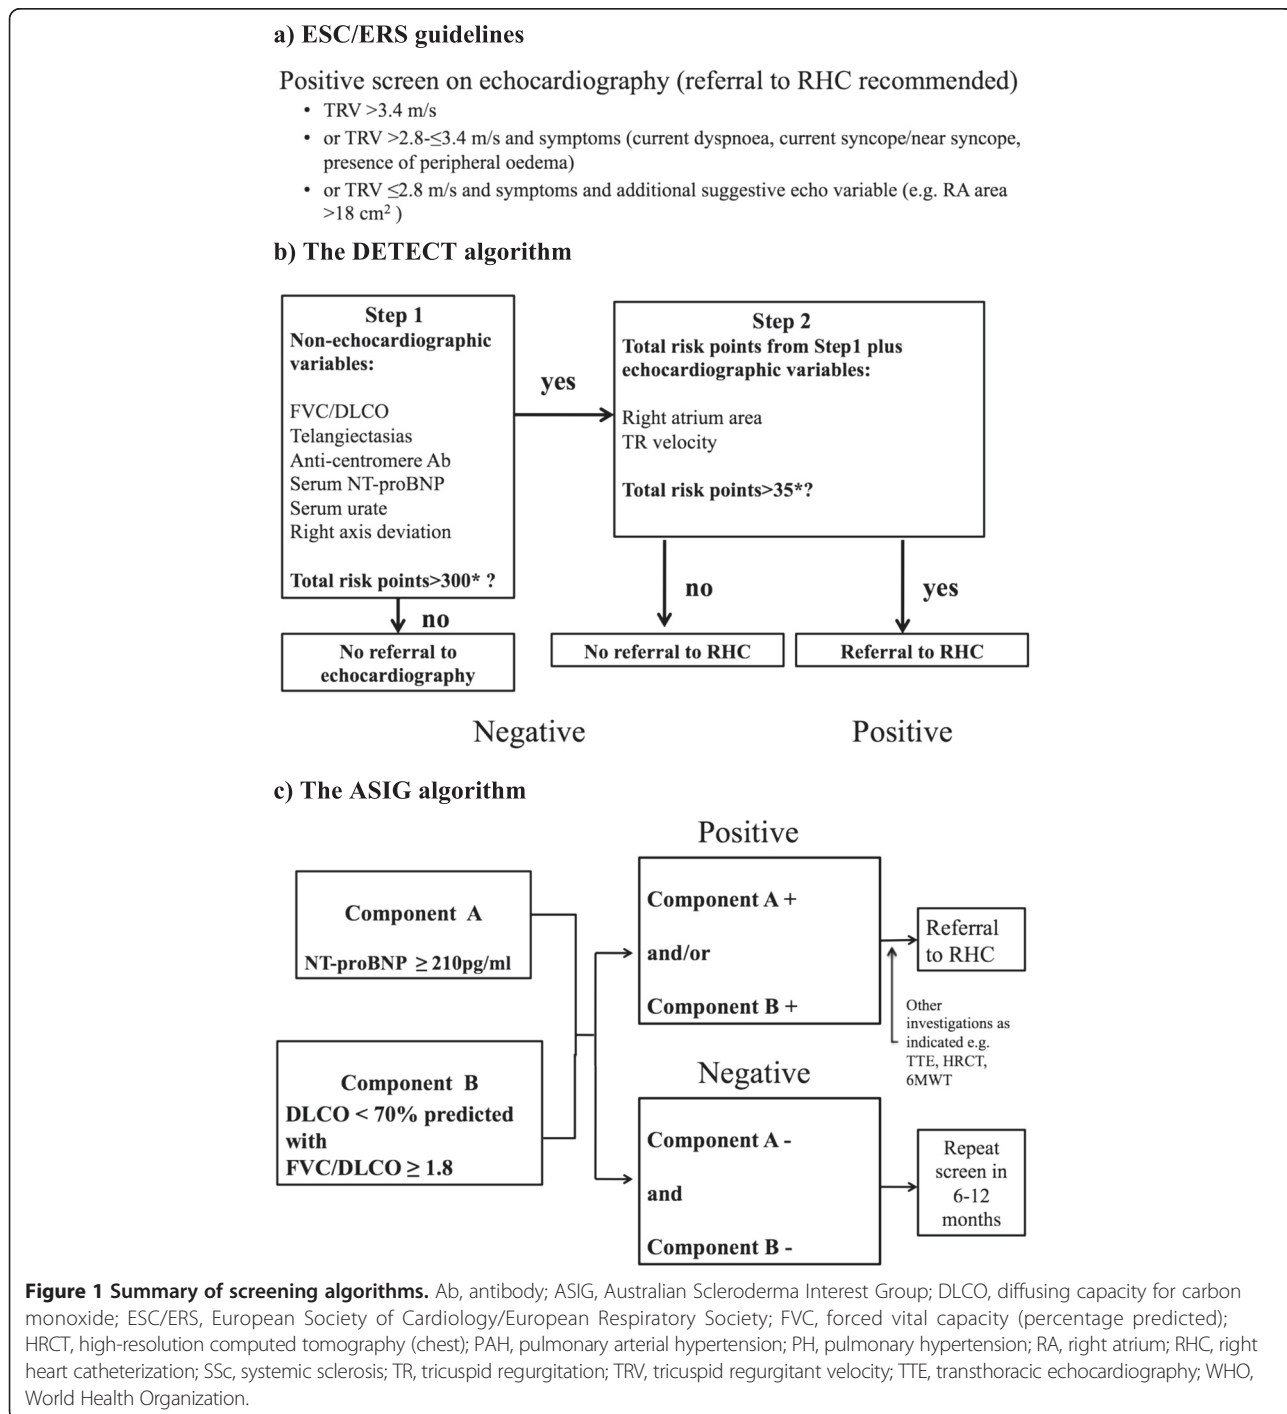 a) ESC/ERS guidelines
Positive screen on echocardiography (referral to RHC recommended)
• TRV >3.4 m/s
• or TRV >2.8-≤3.4 m/s and symptoms (current dyspnoea, current syncope/near syncope,
presence of peripheral oedema)
• or TRV ≤2.8 m/s and symptoms and additional suggestive echo variable (e.g. RA area
>18 cm² )
b) The DETECT algorithm
Step 1
Non-echocardiographic
variables:
FVC/DLCO
Telangiectasias
Anti-centromere Ab
Serum NT-proBNP
Serum urate
Right axis deviation
Total risk points>300* ?
yes
Step 2
Total risk points from Step1 plus
echocardiographic variables:
Right atrium area
TR velocity
Total risk points>35*?
no
no
yes
No referral to
echocardiography
No referral to RHC
Referral to RHC
Negative
Positive
c) The ASIG algorithm
Component A
NT-proBNP ≥ 210pg/ml
Component B
DLCO < 70% predicted
with
FVC/DLCO ≥ 1.8
Positive
Component A +
and/or
Component B +
Referral
to RHC
Other
investigations as
indicated e.g.
TTE, HRCT,
6MWT
Negative
Component A -
and
Component B -
Repeat
screen in
6-12
months
Figure 1 Summary of screening algorithms. Ab, antibody; ASIG, Australian Scleroderma Interest Group; DLCO, diffusing capacity for carbon
monoxide; ESC/ERS, European Society of Cardiology/European Respiratory Society; FVC, forced vital capacity (percentage predicted);
HRCT, high-resolution computed tomography (chest); PAH, pulmonary arterial hypertension; PH, pulmonary hypertension; RA, right atrium; RHC, right
heart catheterization; SSc, systemic sclerosis; TR, tricuspid regurgitation; TRV, tricuspid regurgitant velocity; TTE, transthoracic echocardiography; WHO,
World Health Organization.